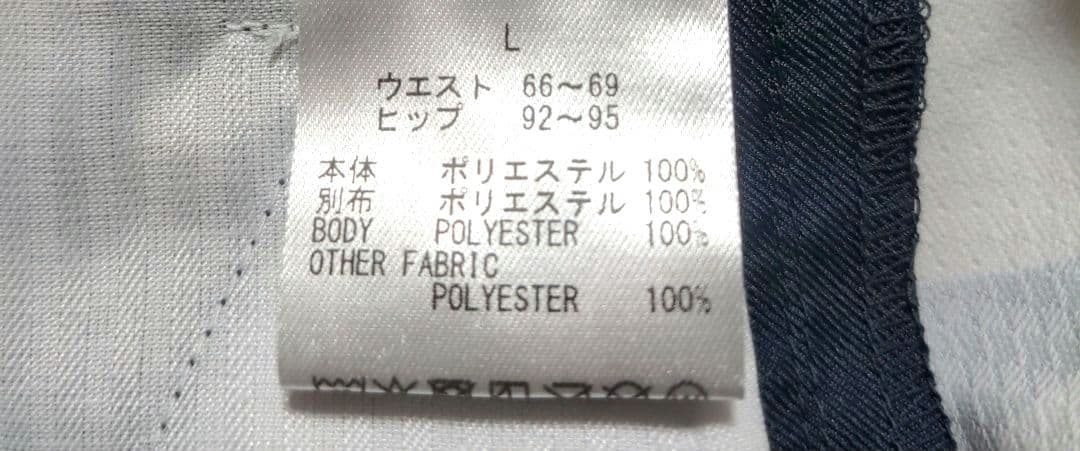 L
ウエスト 66～69
ヒップ 92～95
本体 ポリエステル 100%
別布 ポリエステル 100%
BODY POLYESTER 100%
OTHER FABRIC
POLYESTER 100%